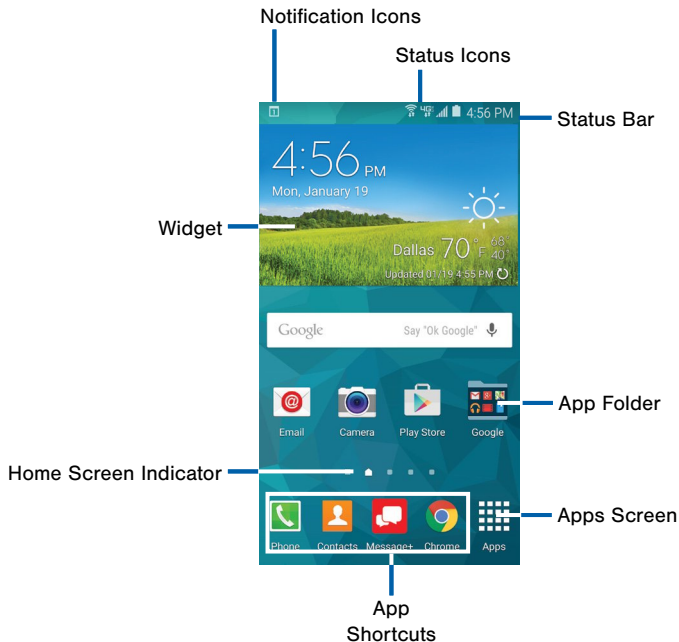 Notification Icons
Status Icons
4G 4:56 PM
Status Bar
4:56 PM
Mon, January 19
Widget
Dallas 70° F 68° 40°
Updated 01/19 4:55 PM
Google Say "Ok Google"
App Folder
Email Camera Play Store Google
Home Screen Indicator
Apps Screen
Phone Contacts Message+ Chrome Apps
App
Shortcuts